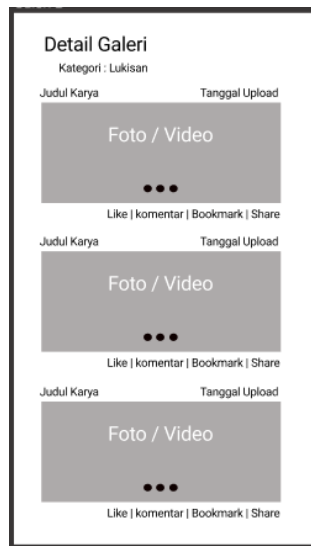 Detail Galeri
Kategori : Lukisan
Judul Karya Tanggal Upload
Foto / Video
Like | komentar | Bookmark | Share
Judul Karya Tanggal Upload
Foto / Video
Like | komentar | Bookmark | Share
Judul Karya Tanggal Upload
Foto / Video
Like | komentar | Bookmark | Share